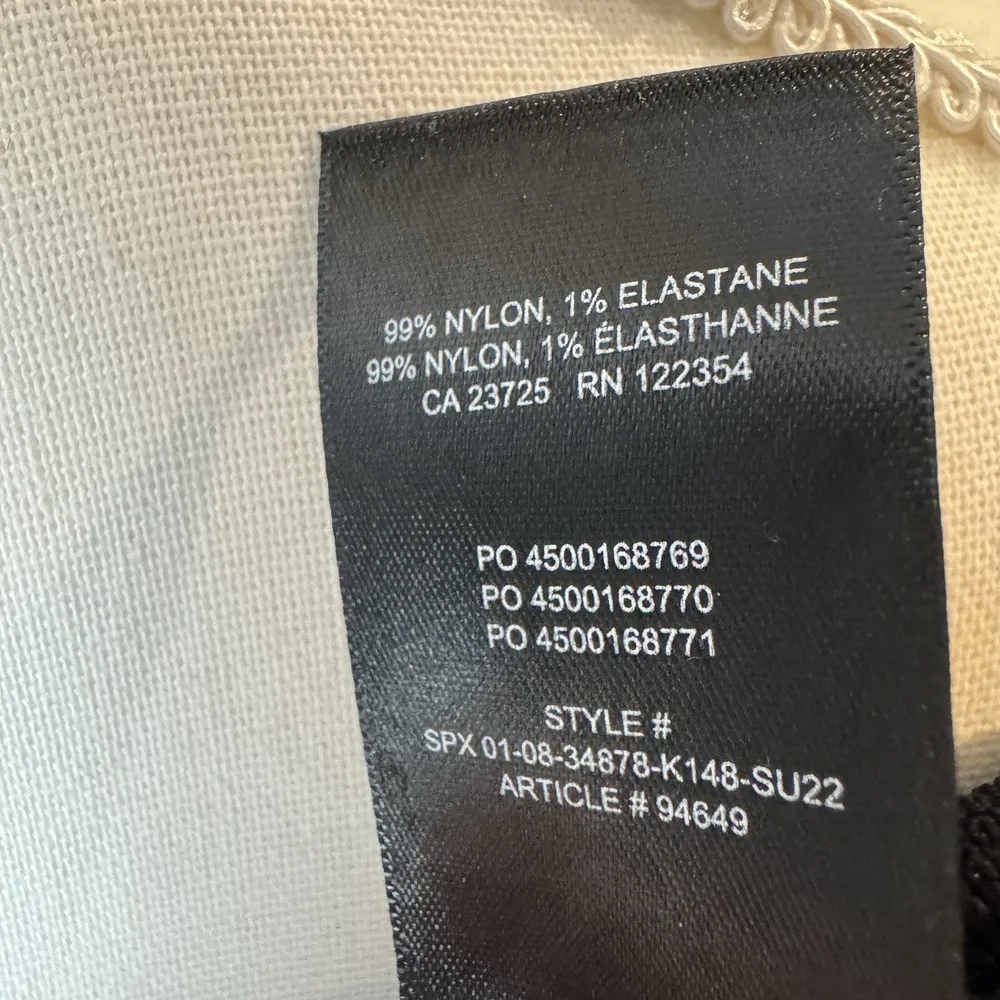 99% NYLON, 1% ELASTANE
99% NYLON, 1% ÉLASTHANNE
CA 23725 RN 122354
PO 4500168769
PO 4500168770
PO 4500168771
STYLE #
SPX 01-08-34878-K148-SU22
ARTICLE # 94649